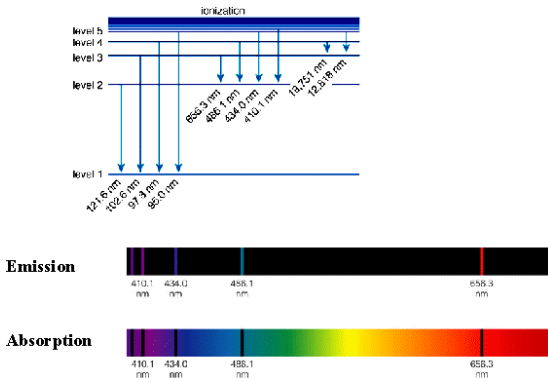 ionization
level 5
level 4
level 3
level 2
level 1
656.3 nm
486.1 nm
434.0 nm
410.1 nm
12,818 nm
121.6 nm
102.6 nm
97.3 nm
95.0 nm
Emission
410.1 nm
434.0 nm
486.1 nm
656.3 nm
Absorption
410.1 nm
434.0 nm
486.1 nm
656.3 nm